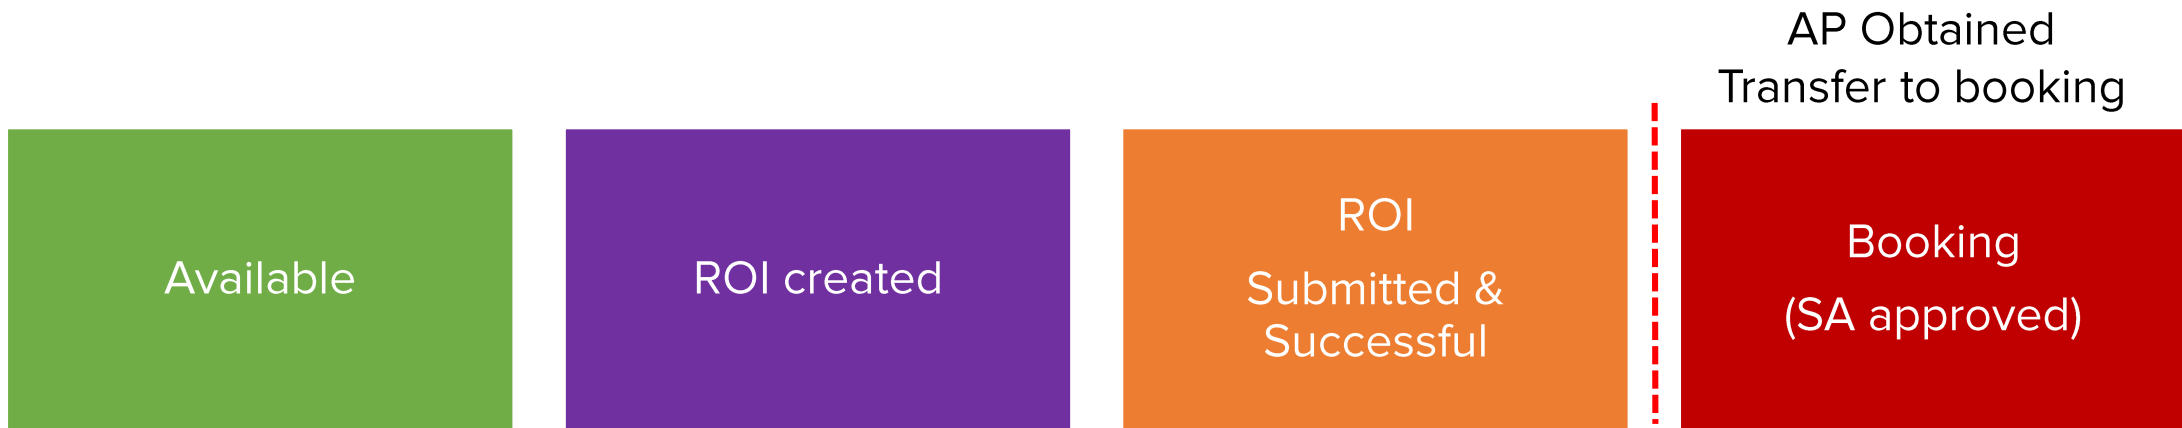 AP Obtained
Transfer to booking
Available
ROI created
ROI
Submitted &
Successful
Booking
(SA approved)